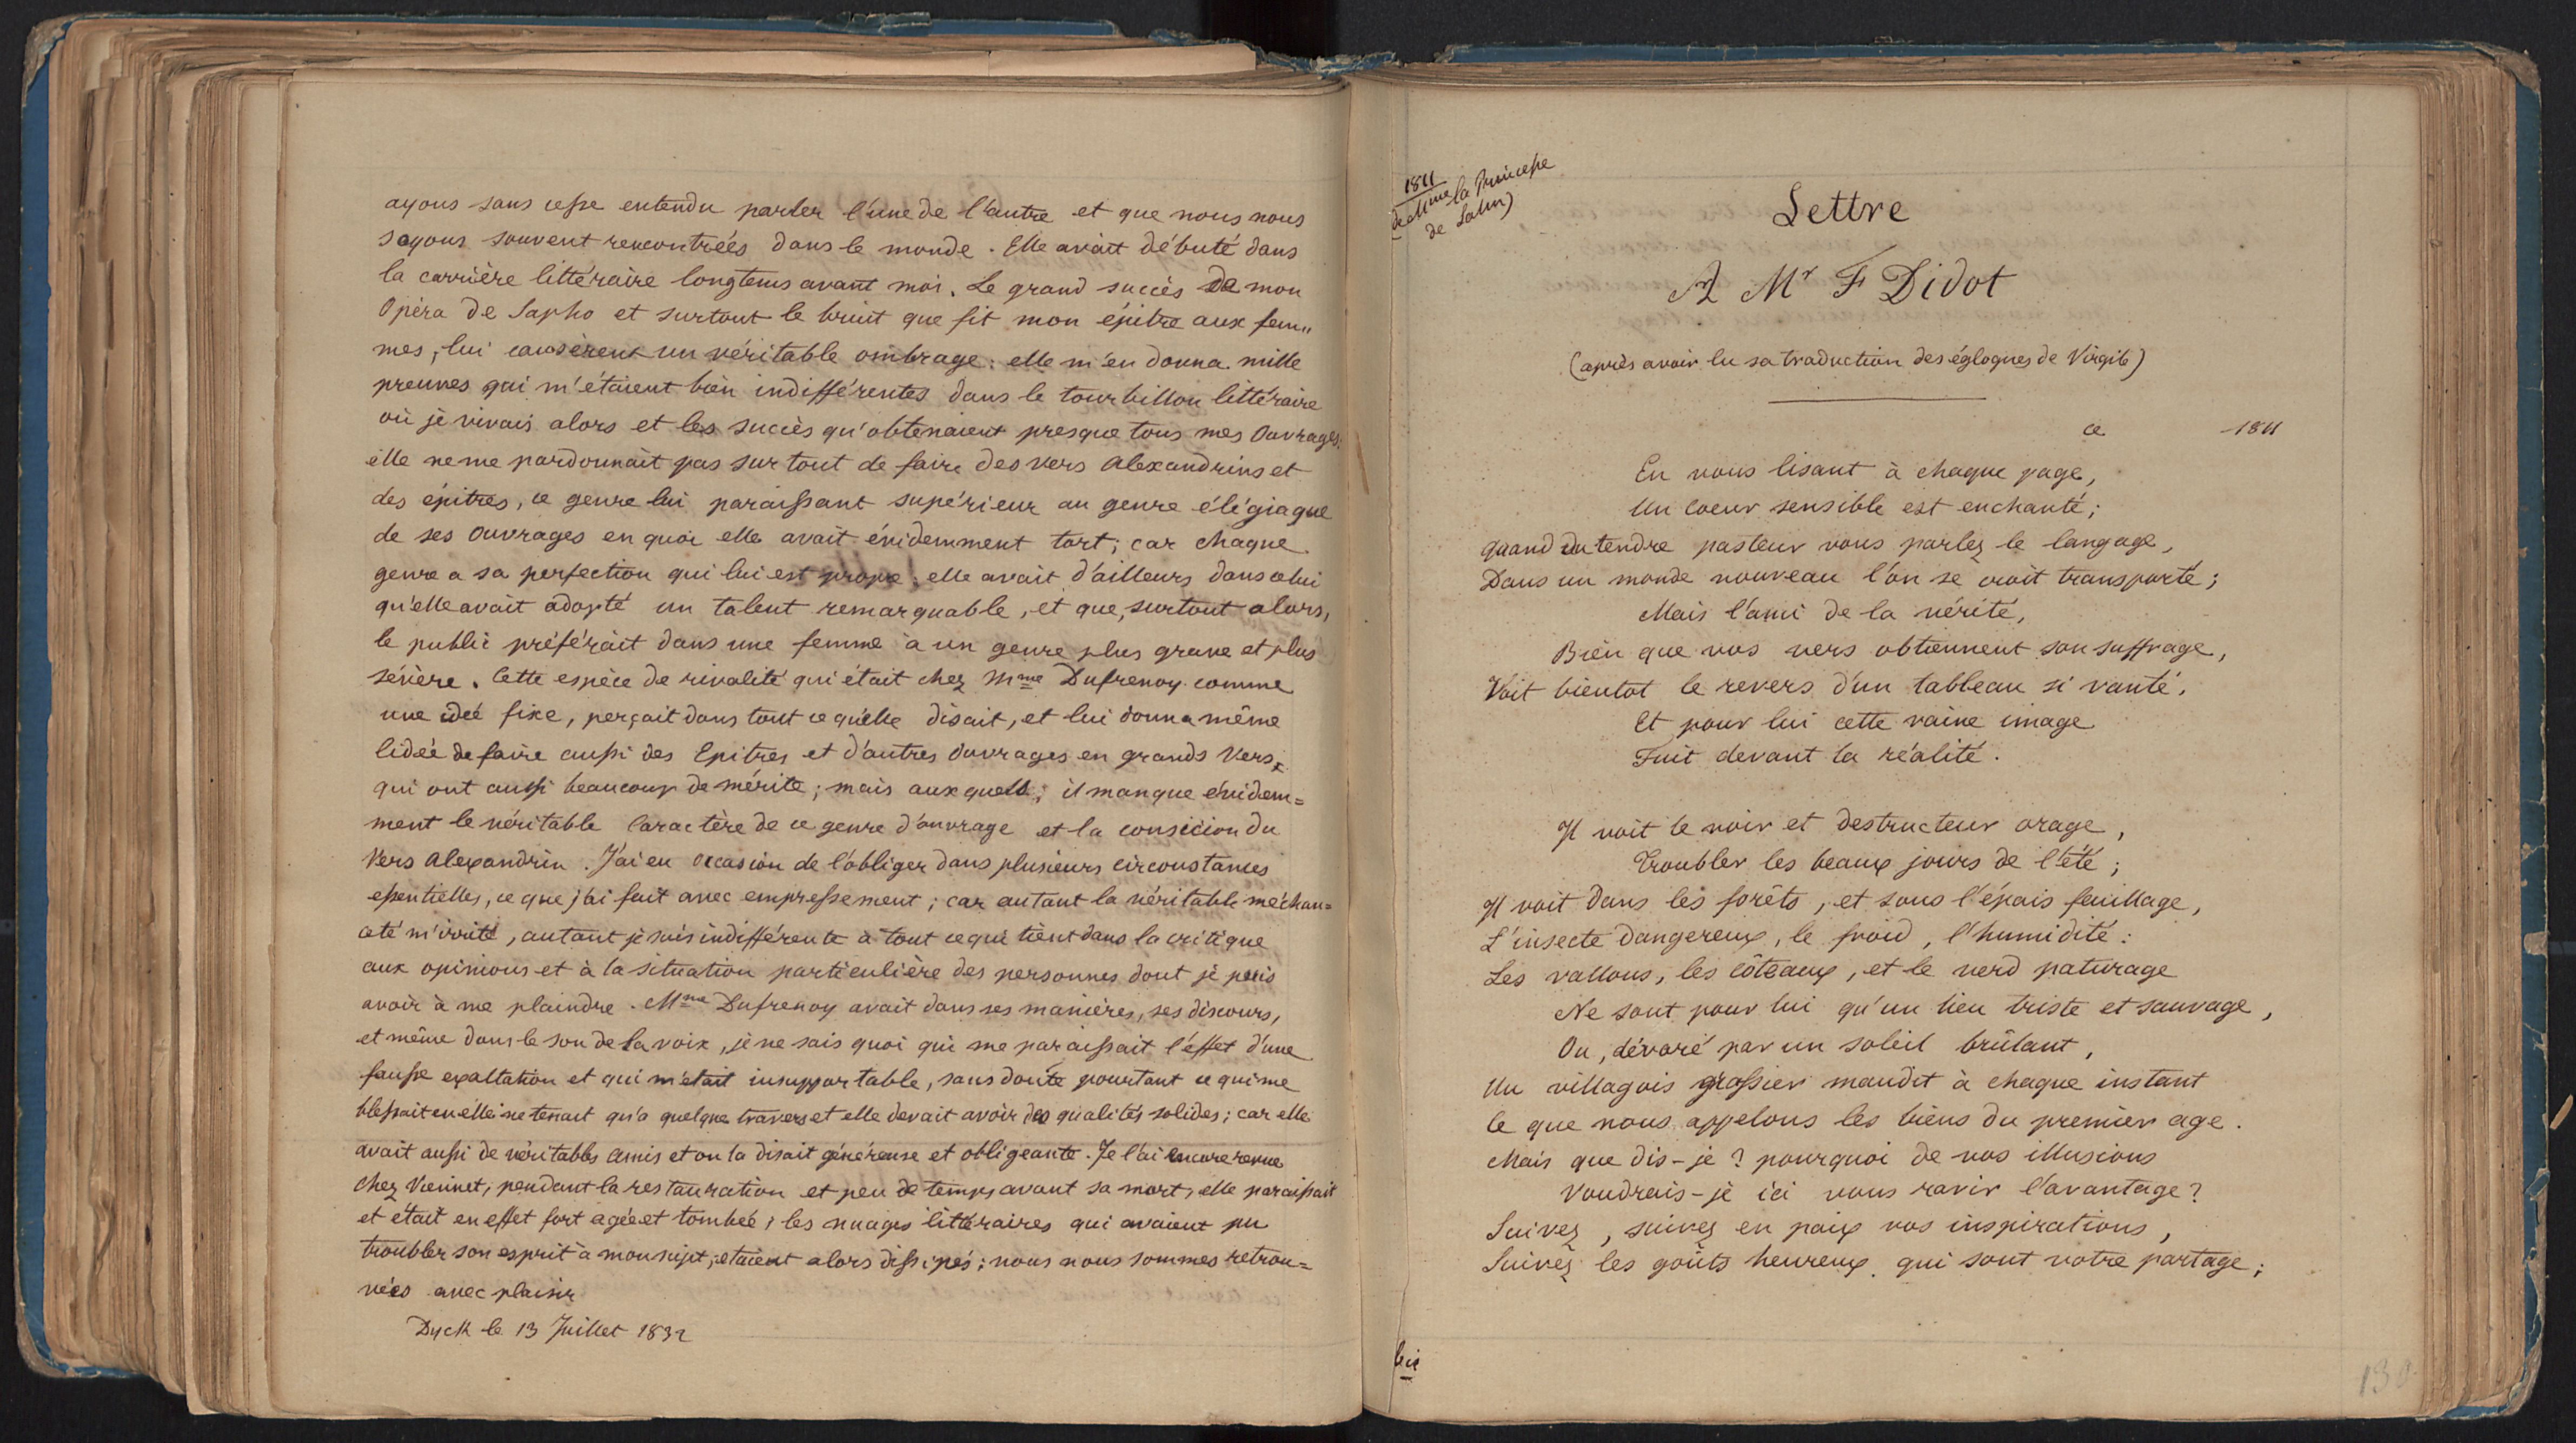 ayons sans cesse entendu parler l'une de l'autre et que nous nous
soyons souvent rencontrées dans le monde. Elle avait débuté dans
la carrière littéraire longtems avant moi. Le grand succès de mon
Opéra de Sapho et surtout le bruit que fit mon épitre aux fem„
mes, lui causèrent un véritable ombrage: elle m'en donna mille
preuves qui m'étaient bien indifférentes dans le tourbillon littéraire
où je vivais alors et les succès qu'obtenaient presque tous mes Ouvrages.
elle ne me pardonnait pas sur tout de faire des vers Alexandrins et
des épitres, ce genre lui paraissant supérieur au genre élégiaque
de ses Ouvrages en quoi elle avait évidemment tort; car chaque
genre a sa perfection qui lui est propre; elle avait d'ailleurs dans celui
qu'elle avait adopté un talent remarquable, et que, surtout alors,
le public préférait dans une femme à un genre plus grave et plus
sévère. Cette espèce de rivalité qui était chez Mme Dufrenoy comme
une idée fixe, perçait dans tout ce qu'elle disait, et lui donna même
lidée de faire aussi des Epitres et d'autres Ouvrages en grands Vers,
qui ont aussi beaucoup de mérite; mais aux quels; il manque évidem=
ment le véritable Caractère de ce genre d'ouvrage et la consicion du
Vers Alexandrin. J'ai eu Occasion de l'obliger dans plusieurs circonstances
essentielles, ce que j'ai fait avec empressement; car autant la véritable méchan=
ceté m'irrite, autant je suis indifférente à tout ce qui tient dans la critique
aux opinions et à la situation particulière des personnes dont je puis
avoir à me plaindre. Mme Dufrenoy avait dans ses manières, ses discours,
et même dans le son de sa voix, je ne sais quoi qui me paraissait l'effet d'une
fausse exaltation et qui m'était insupportable, sans doute pourtant ce qui me
blessait en elle ne tenait qu'a quelque travers et elle devait avoir des qualités solides; car elle
avait aussi de véritables amis et on la disait généreuse et obligeante. Je l'ai encore revue
chez Viennet, pendant la restauration et peu de temps avant sa mort, elle paraissait
et était en effet fort agée et tombée; les nuages littéraires qui avaient pu
troubler son esprit à mon sujet, étaient alors dissipés; nous nous sommes retrou=
vées avec plaisir
Dyck le 13 Juillet 1832
1811
(de Mme la Princesse
de Salm)
Lettre
A Mr F Didot
(après avoir lu sa traduction des églogues de Virgile)
ce 1811
En vous lisant à chaque page,
Un coeur sensible est enchanté;
quand du tendre pasteur vous parlez le langage,
Dans un monde nouveau l'on se croit transporté;
Mais l'ami de la vérité,
Bien que vos vers obtiennent son suffrage,
Voit bientot le revers d'un tableau si vanté,
Et pour lui cette vaine image
Fuit devant la réalité.
Il voit le noir et destructeur orage,
Troubler les beaux jours de l'été;
Il voit dans les forêts, et sous l'épais feuillage,
L'insecte dangereux, le froid, l'humidité:
Les vallons, les côteaux, et le verd paturage
Ne sont pour lui qu'un lieu triste et sauvage,
Ou, dévoré par un soleil brûlant,
Un villageois grossier maudit à chaque instant
Ce que nous appelons les biens du premier age.
Mais que dis-je? pourquoi de vos illusions
Voudrais-je ici vous ravir l'avantage?
Suivez, suivez en paix vos inspirations,
Suivez les goûts heureux qui sont votre partage;
130